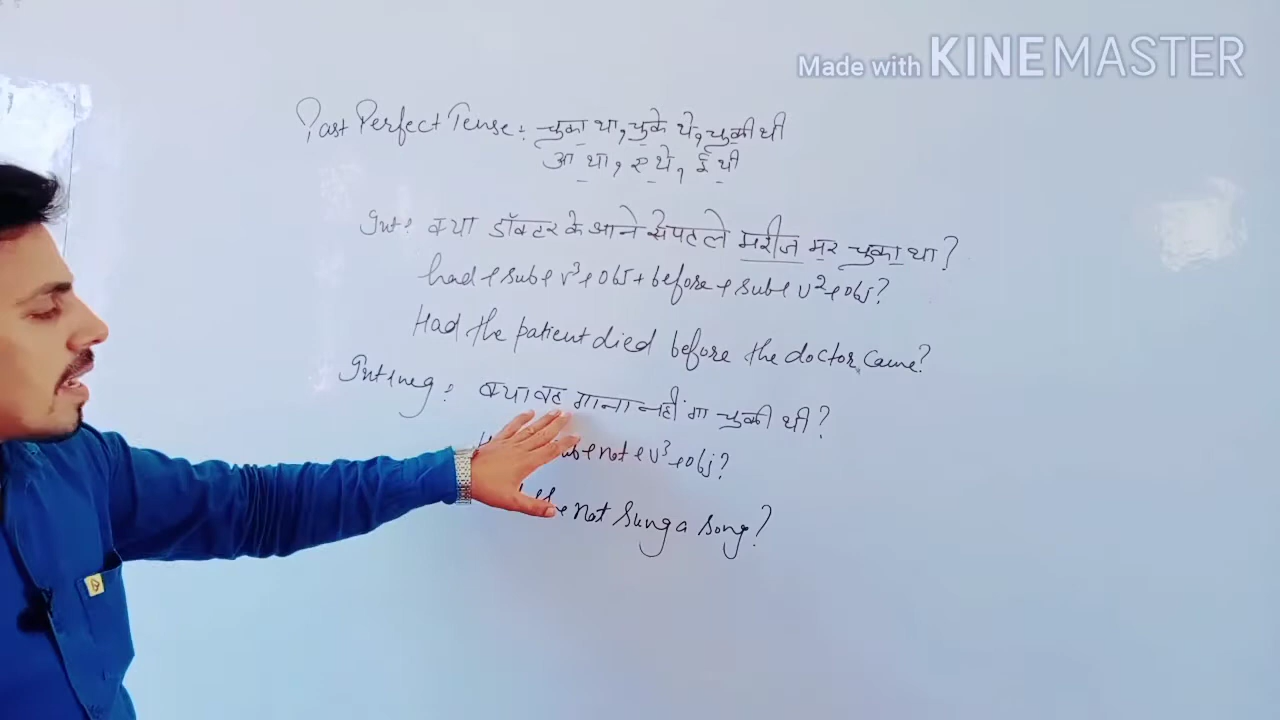 Made with KINEMASTER
Past Perfect Tense: चुका था, चुके थे, चुकी थी
आ था, ए थे, ई थी
Int: क्या डॉक्टर के आने से पहले मरीज मर चुका था?
had + sub + v³ + obj + before + sub + v² + obj?
Had the patient died before the doctor came?
Int + neg: क्या वह गाना नहीं गा चुकी थी?
sub + not + v³ + obj?
she not sung a song?